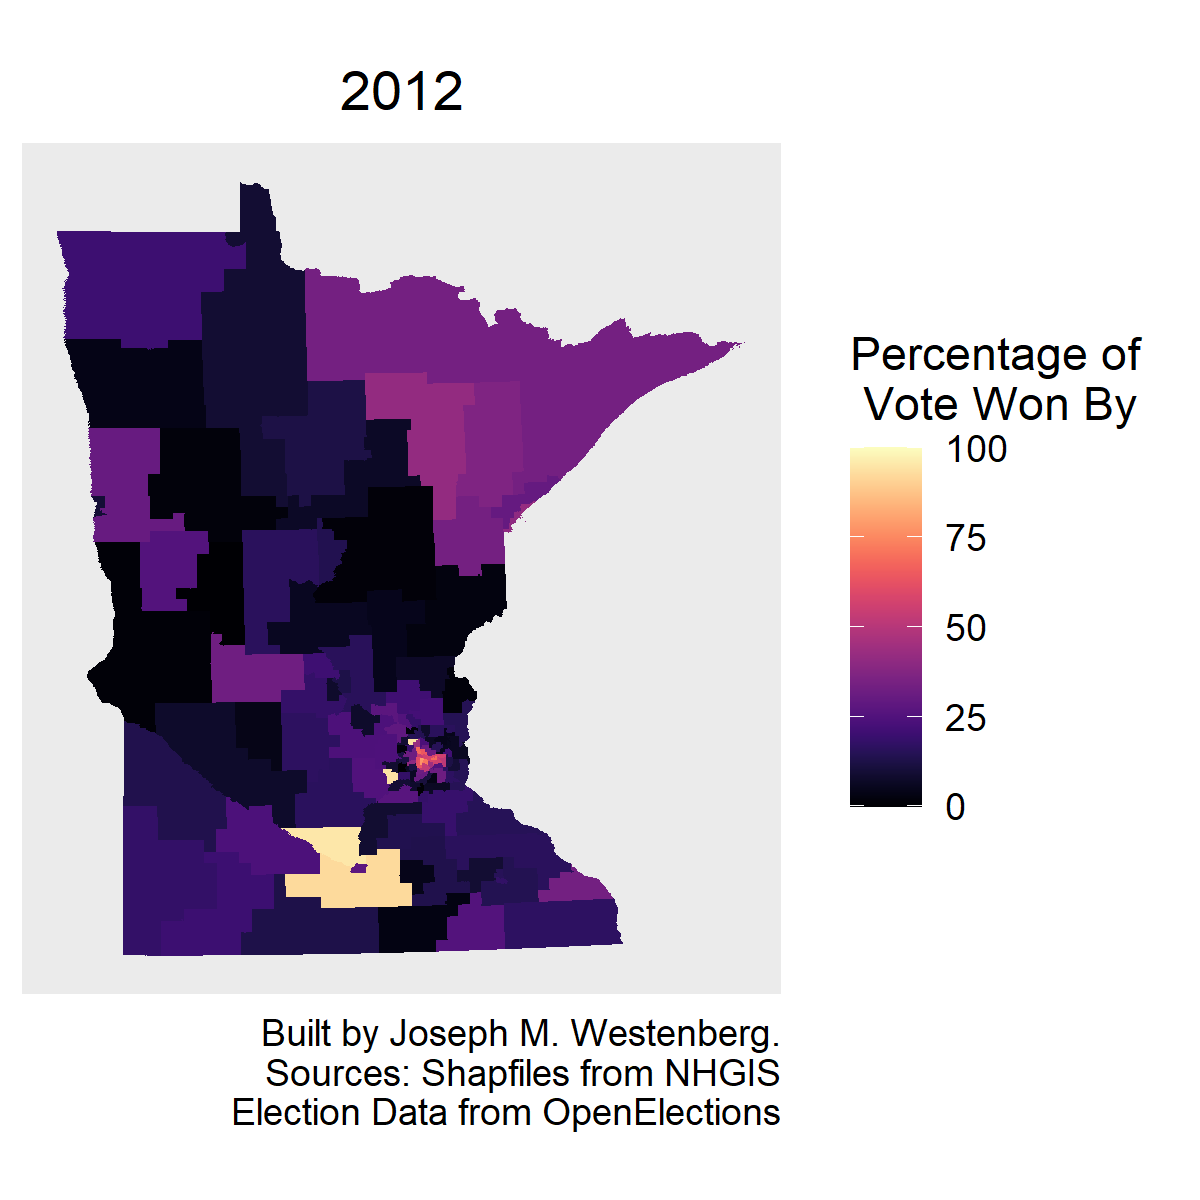 2012
Percentage of
Vote Won By
100
75
50
25
0
Built by Joseph M. Westenberg.
Sources: Shapfiles from NHGIS
Election Data from OpenElections